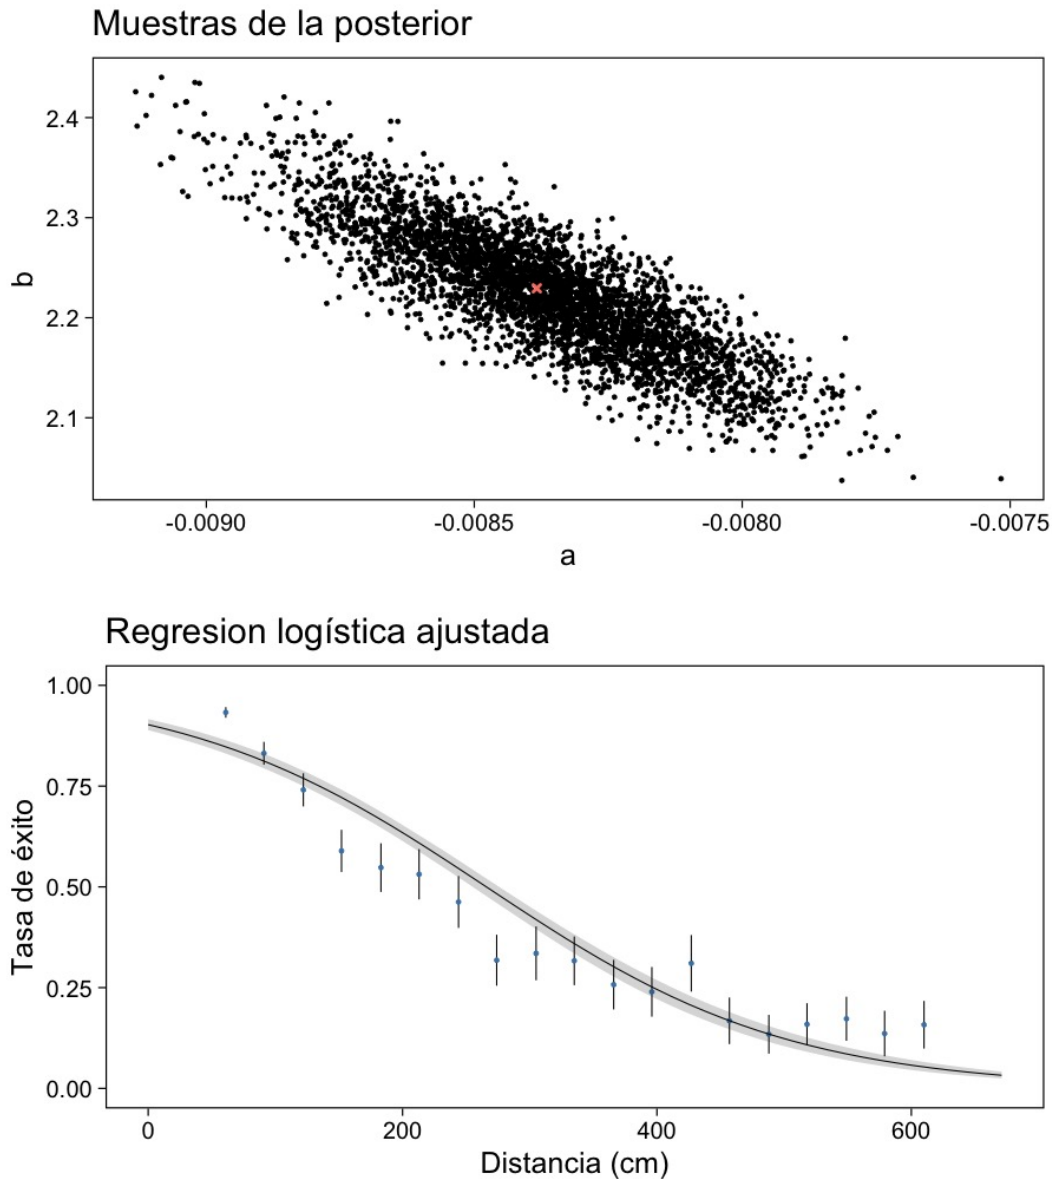 Muestras de la posterior
2.4
2.3
2.2
2.1
b
-0.0090 -0.0085 -0.0080 -0.0075
a
Regresion logística ajustada
1.00
0.75
0.50
0.25
0.00
Tasa de éxito
0 200 400 600
Distancia (cm)